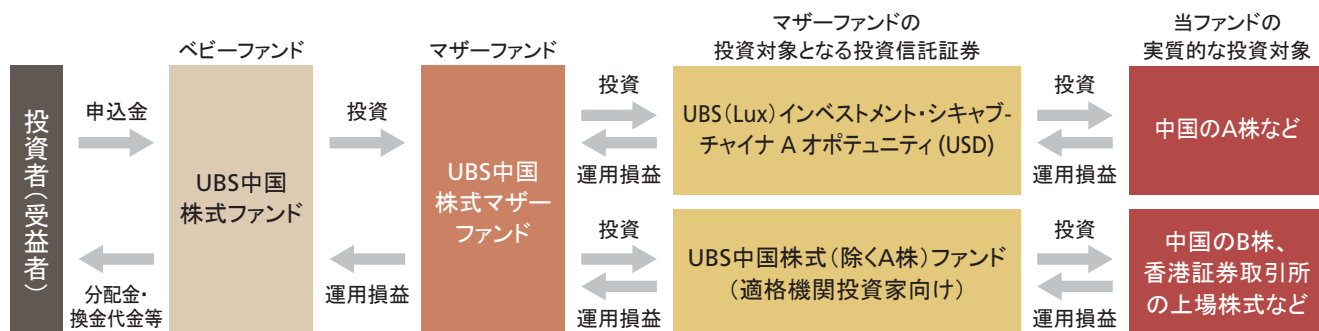 ベビーファンド
マザーファンド
マザーファンドの
投資対象となる投資信託証券
当ファンドの
実質的な投資対象
投資者（受益者）
申込金
分配金・
換金代金等
UBS中国
株式ファンド
投資
運用損益
UBS中国
株式マザー
ファンド
投資
運用損益
UBS（Lux）インベストメント・シキャブ-
チャイナ A オポテュニティ (USD)
投資
運用損益
中国のA株など
投資
運用損益
UBS中国株式（除くA株）ファンド
（適格機関投資家向け）
投資
運用損益
中国のB株、
香港証券取引所
の上場株式など